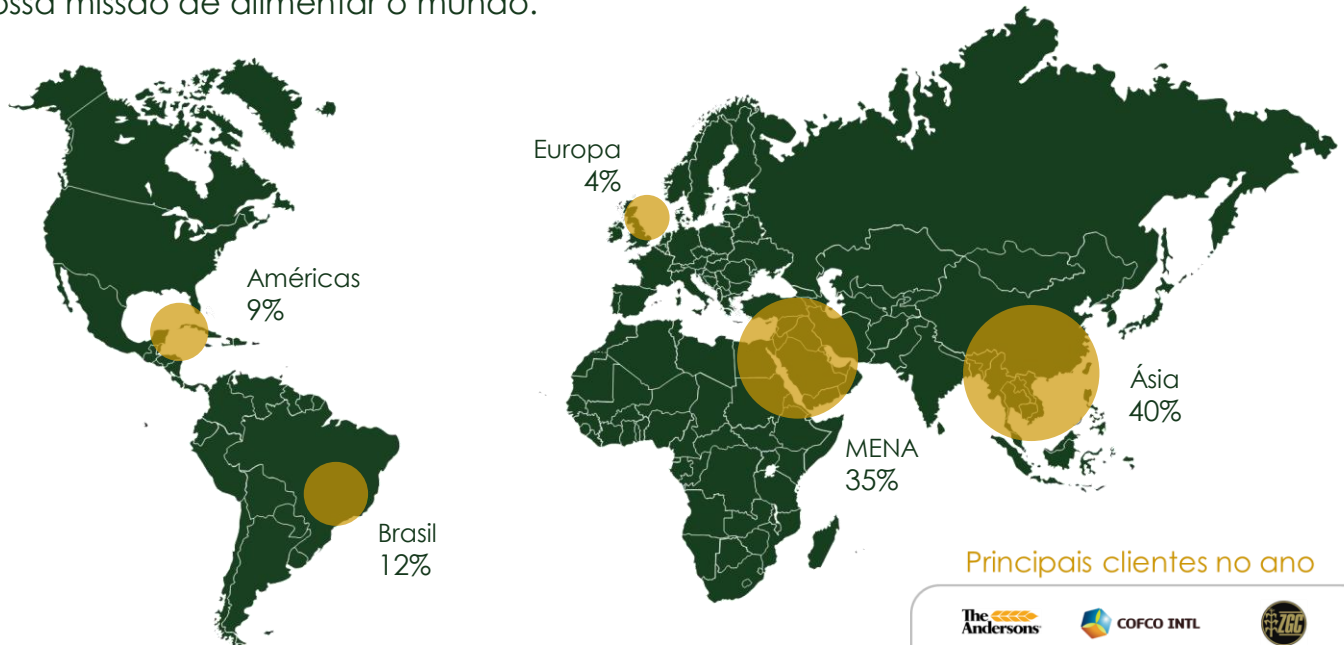 ossa missão de alimentar o mundo.
Europa
4%
Américas
9%
Ásia
40%
MENA
35%
Brasil
12%
Principais clientes no ano
The
Andersons
COFCO INTL
ZGC